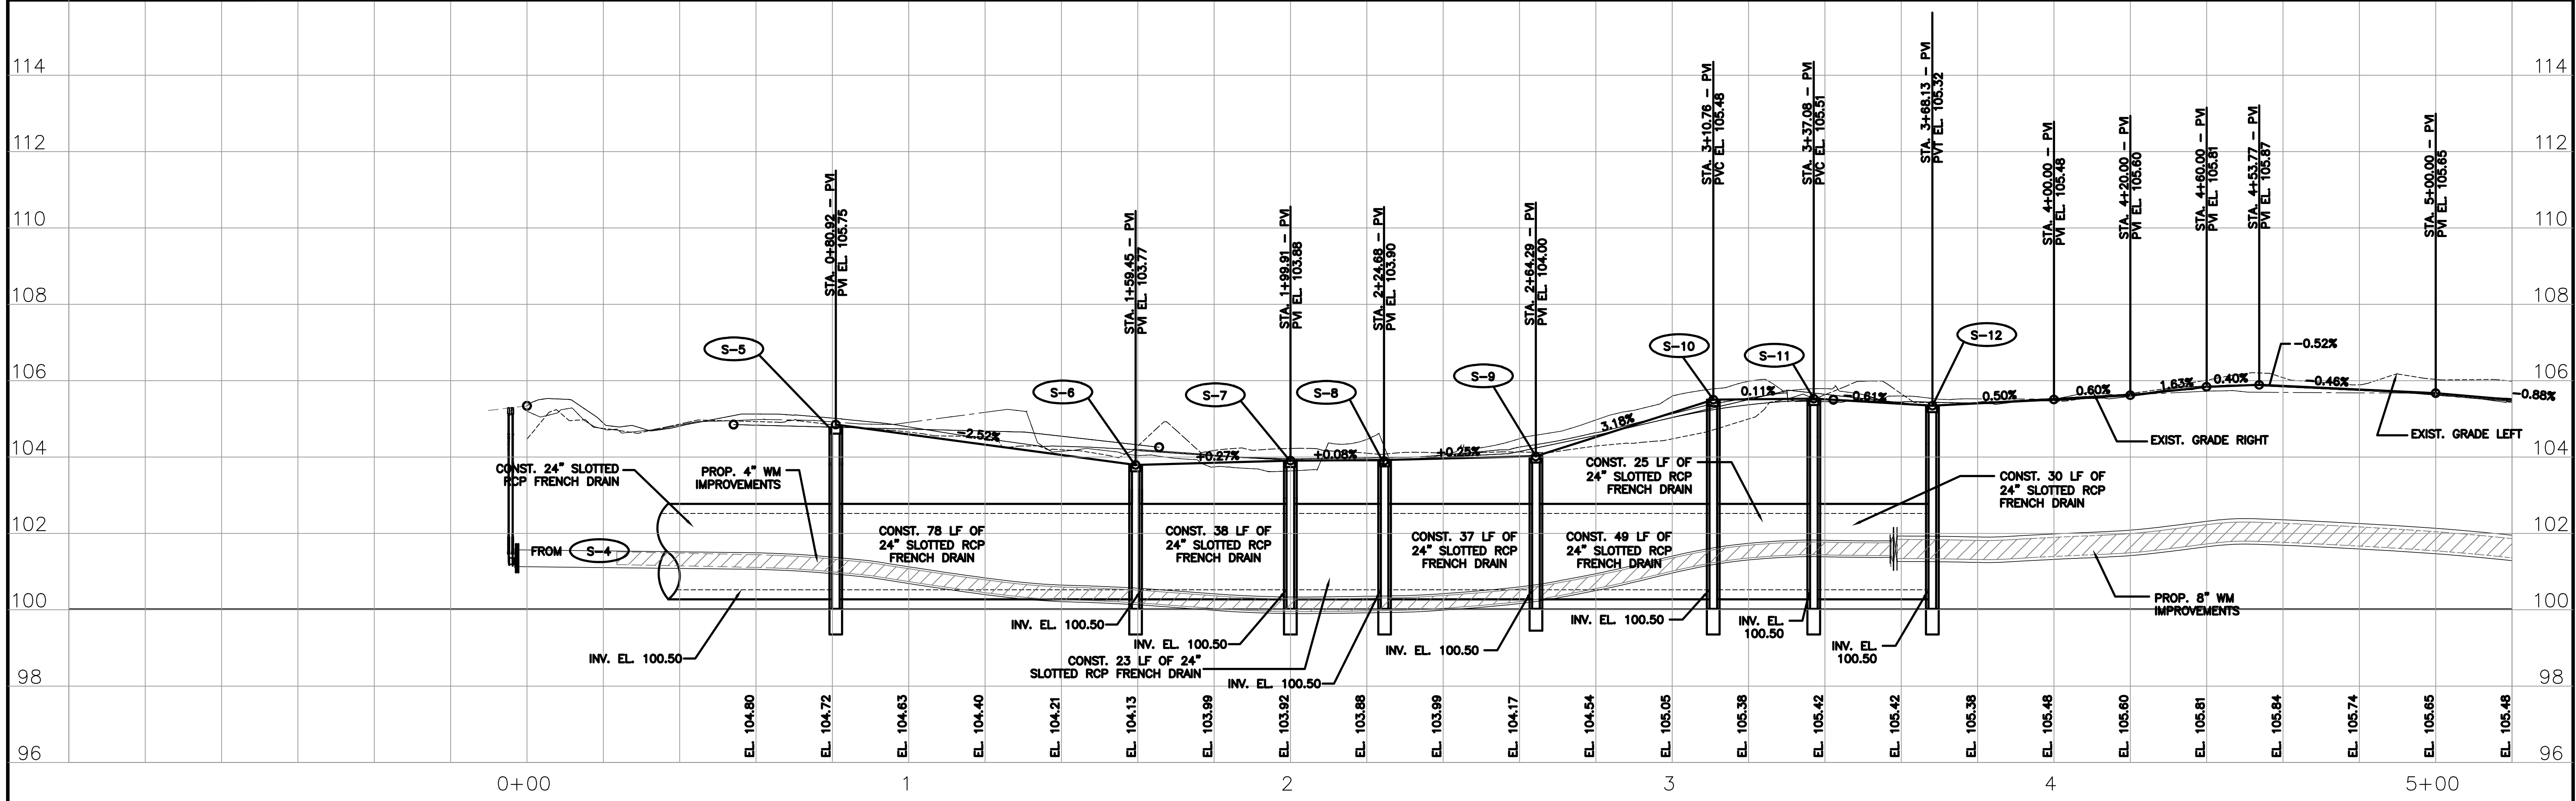 114
112
110
108
106
104
102
100
98
96
114
112
110
108
106
104
102
100
98
96
STA. 0+80.92 - PVI
PVI EL. 105.75
STA. 1+59.45 - PVI
PVI EL. 103.77
STA. 1+99.91 - PVI
PVI EL. 103.88
STA. 2+24.68 - PVI
PVI EL. 103.90
STA. 2+64.29 - PVI
PVI EL. 104.00
STA. 3+10.76 - PVI
PVC EL. 105.48
STA. 3+37.08 - PVI
PVC EL. 105.51
STA. 3+68.13 - PVI
PVT EL. 105.32
STA. 4+00.00 - PVI
PVI EL. 105.48
STA. 4+20.00 - PVI
PVI EL. 105.60
STA. 4+60.00 - PVI
PVI EL. 105.81
STA. 4+53.77 - PVI
PVI EL. 105.87
STA. 5+00.00 - PVI
PVI EL. 105.65
S-5
S-6
S-7
S-8
S-9
S-10
S-11
S-12
-2.52%
+0.27%
+0.08%
+0.25%
3.18%
0.11%
-0.61%
0.50%
0.60%
1.63%
0.40%
-0.52%
-0.46%
-0.88%
EXIST. GRADE RIGHT
EXIST. GRADE LEFT
CONST. 24" SLOTTED
RCP FRENCH DRAIN
PROP. 4" WM
IMPROVEMENTS
FROM S-4
CONST. 78 LF OF
24" SLOTTED RCP
FRENCH DRAIN
CONST. 38 LF OF
24" SLOTTED RCP
FRENCH DRAIN
CONST. 37 LF OF
24" SLOTTED RCP
FRENCH DRAIN
CONST. 49 LF OF
24" SLOTTED RCP
FRENCH DRAIN
CONST. 25 LF OF
24" SLOTTED RCP
FRENCH DRAIN
CONST. 30 LF OF
24" SLOTTED RCP
FRENCH DRAIN
PROP. 8" WM
IMPROVEMENTS
INV. EL. 100.50
INV. EL. 100.50
INV. EL. 100.50
CONST. 23 LF OF 24"
SLOTTED RCP FRENCH DRAIN
INV. EL. 100.50
INV. EL. 100.50
INV. EL. 100.50
INV. EL.
100.50
INV. EL.
100.50
EL. 104.80
EL. 104.72
EL. 104.63
EL. 104.40
EL. 104.21
EL. 104.13
EL. 103.99
EL. 103.92
EL. 103.88
EL. 103.99
EL. 104.17
EL. 104.54
EL. 105.05
EL. 105.38
EL. 105.42
EL. 105.42
EL. 105.38
EL. 105.48
EL. 105.60
EL. 105.81
EL. 105.84
EL. 105.74
EL. 105.65
EL. 105.48
0+00
1
2
3
4
5+00